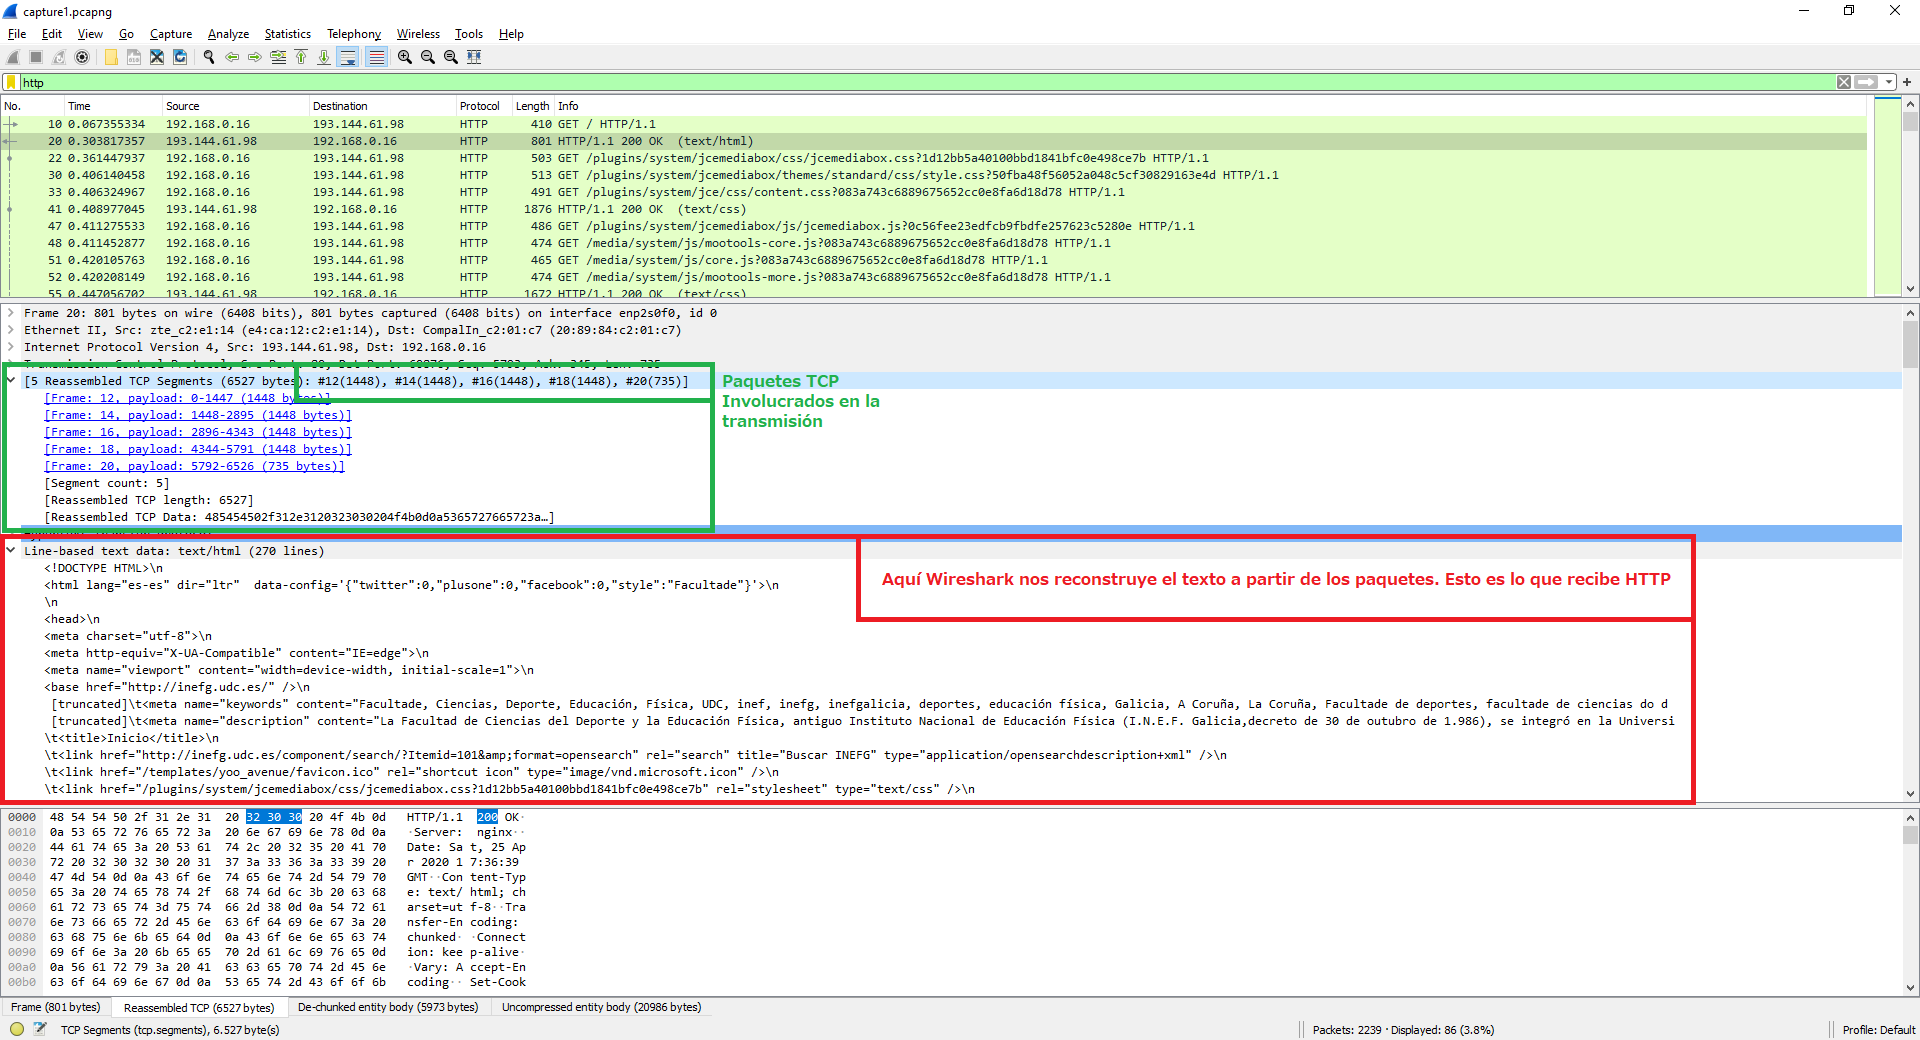 capture1.pcapng
File Edit View Go Capture Analyze Statistics Telephony Wireless Tools Help
http
No. Time Source Destination Protocol Length Info
10 0.067355334 192.168.0.16 193.144.61.98 HTTP 410 GET / HTTP/1.1
20 0.303817357 193.144.61.98 192.168.0.16 HTTP 801 HTTP/1.1 200 OK (text/html)
22 0.361447937 192.168.0.16 193.144.61.98 HTTP 503 GET /plugins/system/jcemediabox/css/jcemediabox.css?1d12bb5a40100bbd1841bfc0e498ce7b HTTP/1.1
30 0.406140458 192.168.0.16 193.144.61.98 HTTP 513 GET /plugins/system/jcemediabox/themes/standard/css/style.css?50fba48f56052a048c5cf30829163e4d HTTP/1.1
33 0.406324967 192.168.0.16 193.144.61.98 HTTP 491 GET /plugins/system/jce/css/content.css?083a743c6889675652cc0e8fa6d18d78 HTTP/1.1
41 0.408977045 193.144.61.98 192.168.0.16 HTTP 1876 HTTP/1.1 200 OK (text/css)
47 0.411275533 192.168.0.16 193.144.61.98 HTTP 486 GET /plugins/system/jcemediabox/js/jcemediabox.js?0c56fee23edfcb9fbdfe257623c5280e HTTP/1.1
48 0.411452877 192.168.0.16 193.144.61.98 HTTP 474 GET /media/system/js/mootools-core.js?083a743c6889675652cc0e8fa6d18d78 HTTP/1.1
51 0.420105763 192.168.0.16 193.144.61.98 HTTP 465 GET /media/system/js/core.js?083a743c6889675652cc0e8fa6d18d78 HTTP/1.1
52 0.420208149 192.168.0.16 193.144.61.98 HTTP 474 GET /media/system/js/mootools-more.js?083a743c6889675652cc0e8fa6d18d78 HTTP/1.1
55 0.447056702 193.144.61.98 192.168.0.16 HTTP 1672 HTTP/1.1 200 OK (text/css)
Frame 20: 801 bytes on wire (6408 bits), 801 bytes captured (6408 bits) on interface enp2s0f0, id 0
Ethernet II, Src: zte_c2:e1:14 (e4:ca:12:c2:e1:14), Dst: CompalIn_c2:01:c7 (20:89:84:c2:01:c7)
Internet Protocol Version 4, Src: 193.144.61.98, Dst: 192.168.0.16
[5 Reassembled TCP Segments (6527 bytes): #12(1448), #14(1448), #16(1448), #18(1448), #20(735)]
[Frame: 12, payload: 0-1447 (1448 bytes)]
[Frame: 14, payload: 1448-2895 (1448 bytes)]
[Frame: 16, payload: 2896-4343 (1448 bytes)]
[Frame: 18, payload: 4344-5791 (1448 bytes)]
[Frame: 20, payload: 5792-6526 (735 bytes)]
[Segment count: 5]
[Reassembled TCP length: 6527]
[Reassembled TCP Data: 485454502f312e3120323030204f4b0d0a5365727665723a…]
Paquetes TCP
Involucrados en la
transmisión
Line-based text data: text/html (270 lines)
<!DOCTYPE HTML>\n
<html lang="es-es" dir="ltr"  data-config='{"twitter":0,"plusone":0,"facebook":0,"style":"Facultade"}'>\n
\n
<head>\n
<meta charset="utf-8">\n
<meta http-equiv="X-UA-Compatible" content="IE=edge">\n
<meta name="viewport" content="width=device-width, initial-scale=1">\n
<base href="http://inefg.udc.es/" />\n
[truncated]\t<meta name="keywords" content="Facultade, Ciencias, Deporte, Educación, Física, UDC, inef, inefg, inefgalicia, deportes, educación física, Galicia, A Coruña, La Coruña, Facultade de deportes, facultade de ciencias do d
[truncated]\t<meta name="description" content="La Facultad de Ciencias del Deporte y la Educación Física, antiguo Instituto Nacional de Educación Física (I.N.E.F. Galicia,decreto de 30 de outubro de 1.986), se integró en la Universi
\t<title>Inicio</title>\n
\t<link href="http://inefg.udc.es/component/search/?Itemid=101&amp;format=opensearch" rel="search" title="Buscar INEFG" type="application/opensearchdescription+xml" />\n
\t<link href="/templates/yoo_avenue/favicon.ico" rel="shortcut icon" type="image/vnd.microsoft.icon" />\n
\t<link href="/plugins/system/jcemediabox/css/jcemediabox.css?1d12bb5a40100bbd1841bfc0e498ce7b" rel="stylesheet" type="text/css" />\n
Aquí Wireshark nos reconstruye el texto a partir de los paquetes. Esto es lo que recibe HTTP
0000 48 54 54 50 2f 31 2e 31 20 32 30 30 20 4f 4b 0d HTTP/1.1 200 OK·
0010 0a 53 65 72 76 65 72 3a 20 6e 67 69 6e 78 0d 0a ·Server: nginx··
0020 44 61 74 65 3a 20 53 61 74 2c 20 32 35 20 41 70 Date: Sa t, 25 Ap
0030 72 20 32 30 32 30 20 31 37 3a 33 36 3a 33 39 20 r 2020 1 7:36:39
0040 47 4d 54 0d 0a 43 6f 6e 74 65 6e 74 2d 54 79 70 GMT··Con tent-Typ
0050 65 3a 20 74 65 78 74 2f 68 74 6d 6c 3b 20 63 68 e: text/ html; ch
0060 61 72 73 65 74 3d 75 74 66 2d 38 0d 0a 54 72 61 arset=ut f-8··Tra
0070 6e 73 66 65 72 2d 45 6e 63 6f 64 69 6e 67 3a 20 nsfer-En coding:
0080 63 68 75 6e 6b 65 64 0d 0a 43 6f 6e 6e 65 63 74 chunked· ·Connect
0090 69 6f 6e 3a 20 6b 65 65 70 2d 61 6c 69 76 65 0d ion: kee p-alive·
00a0 0a 56 61 72 79 3a 20 41 63 63 65 70 74 2d 45 6e ·Vary: A ccept-En
00b0 63 6f 64 69 6e 67 0d 0a 53 65 74 2d 43 6f 6f 6b coding·· Set-Cook
Frame (801 bytes) Reassembled TCP (6527 bytes) De-chunked entity body (5973 bytes) Uncompressed entity body (20986 bytes)
TCP Segments (tcp.segments), 6.527 byte(s) Packets: 2239 · Displayed: 86 (3.8%) Profile: Default